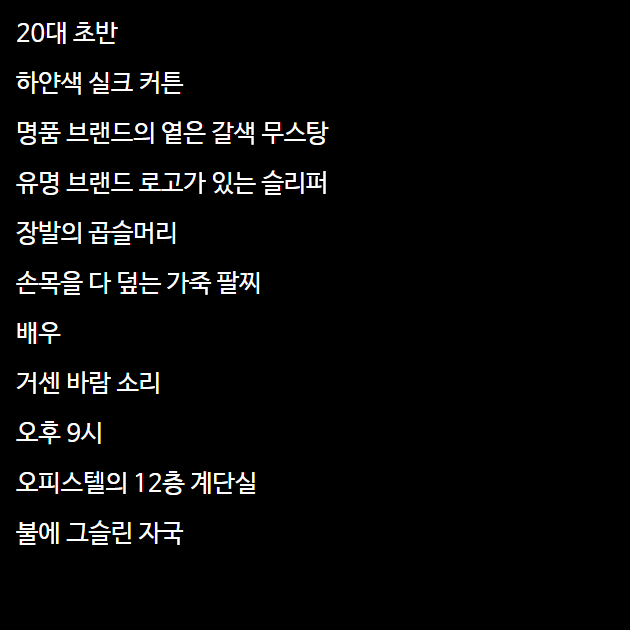 20대 초반
하얀색 실크 커튼
명품 브랜드의 옅은 갈색 무스탕
유명 브랜드 로고가 있는 슬리퍼
장발의 곱슬머리
손목을 다 덮는 가죽 팔찌
배우
거센 바람 소리
오후 9시
오피스텔의 12층 계단실
불에 그슬린 자국